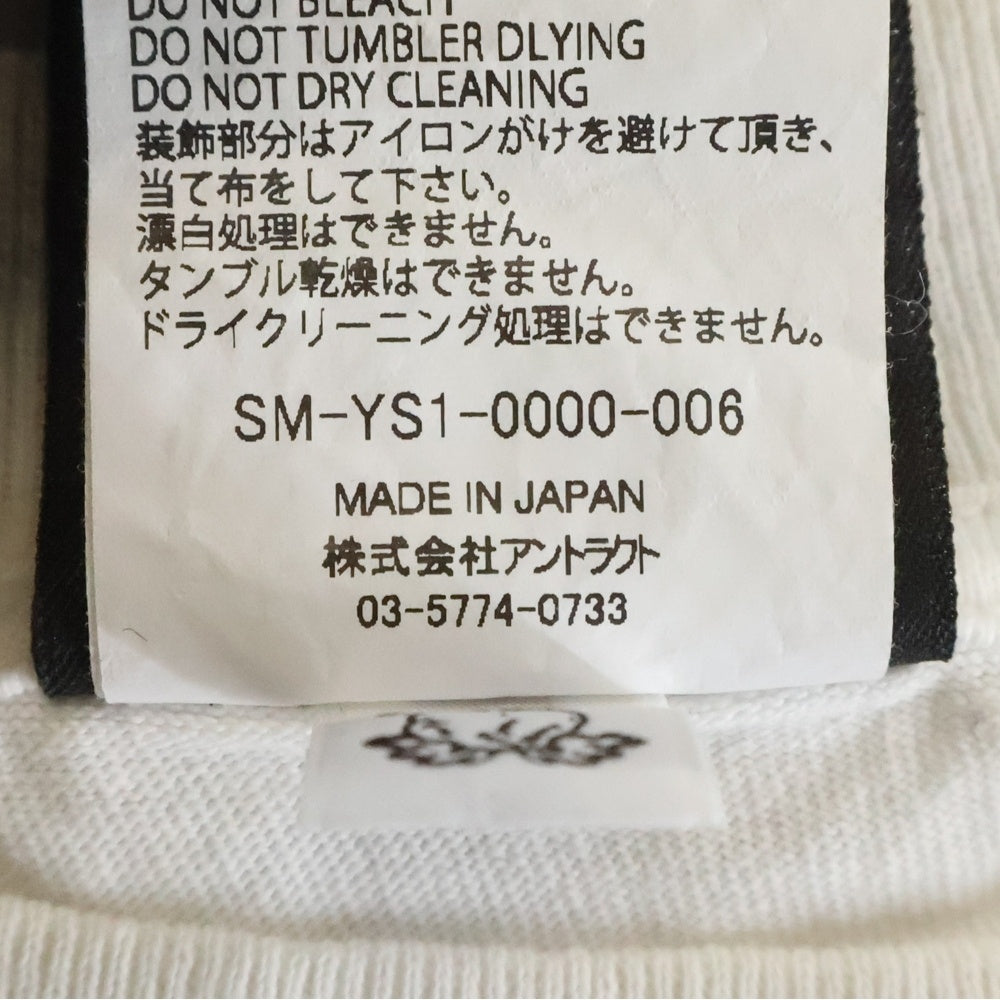 DO NOT BLEACH
DO NOT TUMBLER DLYING
DO NOT DRY CLEANING
装飾部分はアイロンがけを避けて頂き、
当て布をして下さい。
漂白処理はできません。
タンブル乾燥はできません。
ドライクリーニング処理はできません。
SM-YS1-0000-006
MADE IN JAPAN
株式会社アントラクト
03-5774-0733